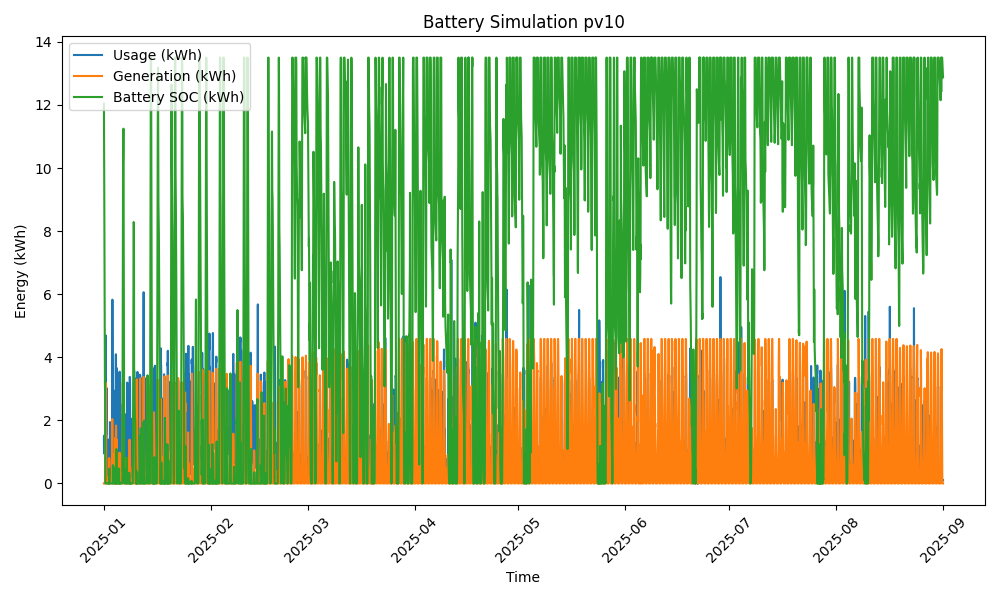 Battery Simulation pv10
Usage (kWh)
Generation (kWh)
Battery SOC (kWh)
Energy (kWh)
14
12
10
8
6
4
2
0
2025-01
2025-02
2025-03
2025-04
2025-05
2025-06
2025-07
2025-08
2025-09
Time